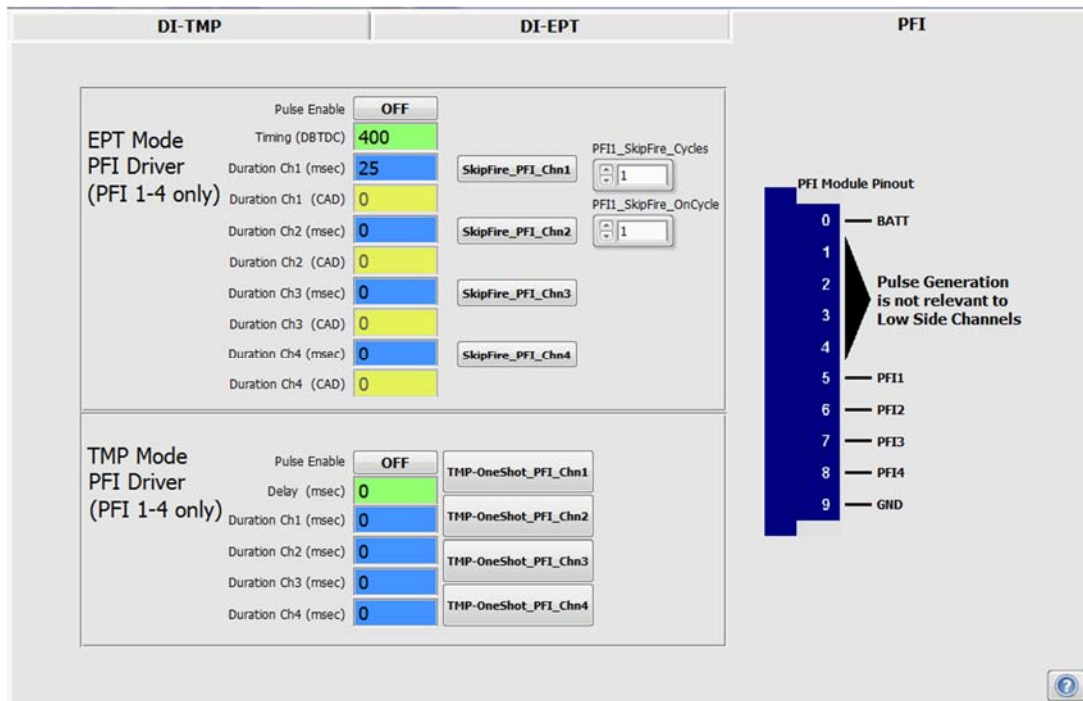 DI-TMP
DI-EPT
PFI
EPT Mode
PFI Driver
(PFI 1-4 only)
Pulse Enable OFF
Timing (DBTDC) 400
Duration Ch1 (msec) 25
Duration Ch1 (CAD) 0
Duration Ch2 (msec) 0
Duration Ch2 (CAD) 0
Duration Ch3 (msec) 0
Duration Ch3 (CAD) 0
Duration Ch4 (msec) 0
Duration Ch4 (CAD) 0
SkipFire_PFI_Chn1
SkipFire_PFI_Chn2
SkipFire_PFI_Chn3
SkipFire_PFI_Chn4
PFI1_SkipFire_Cycles
1
PFI1_SkipFire_OnCycle
1
TMP Mode
PFI Driver
(PFI 1-4 only)
Pulse Enable OFF
Delay (msec) 0
Duration Ch1 (msec) 0
Duration Ch2 (msec) 0
Duration Ch3 (msec) 0
Duration Ch4 (msec) 0
TMP-OneShot_PFI_Chn1
TMP-OneShot_PFI_Chn2
TMP-OneShot_PFI_Chn3
TMP-OneShot_PFI_Chn4
PFI Module Pinout
0 BATT
1
2
3
4
Pulse Generation
is not relevant to
Low Side Channels
5 PFI1
6 PFI2
7 PFI3
8 PFI4
9 GND
?